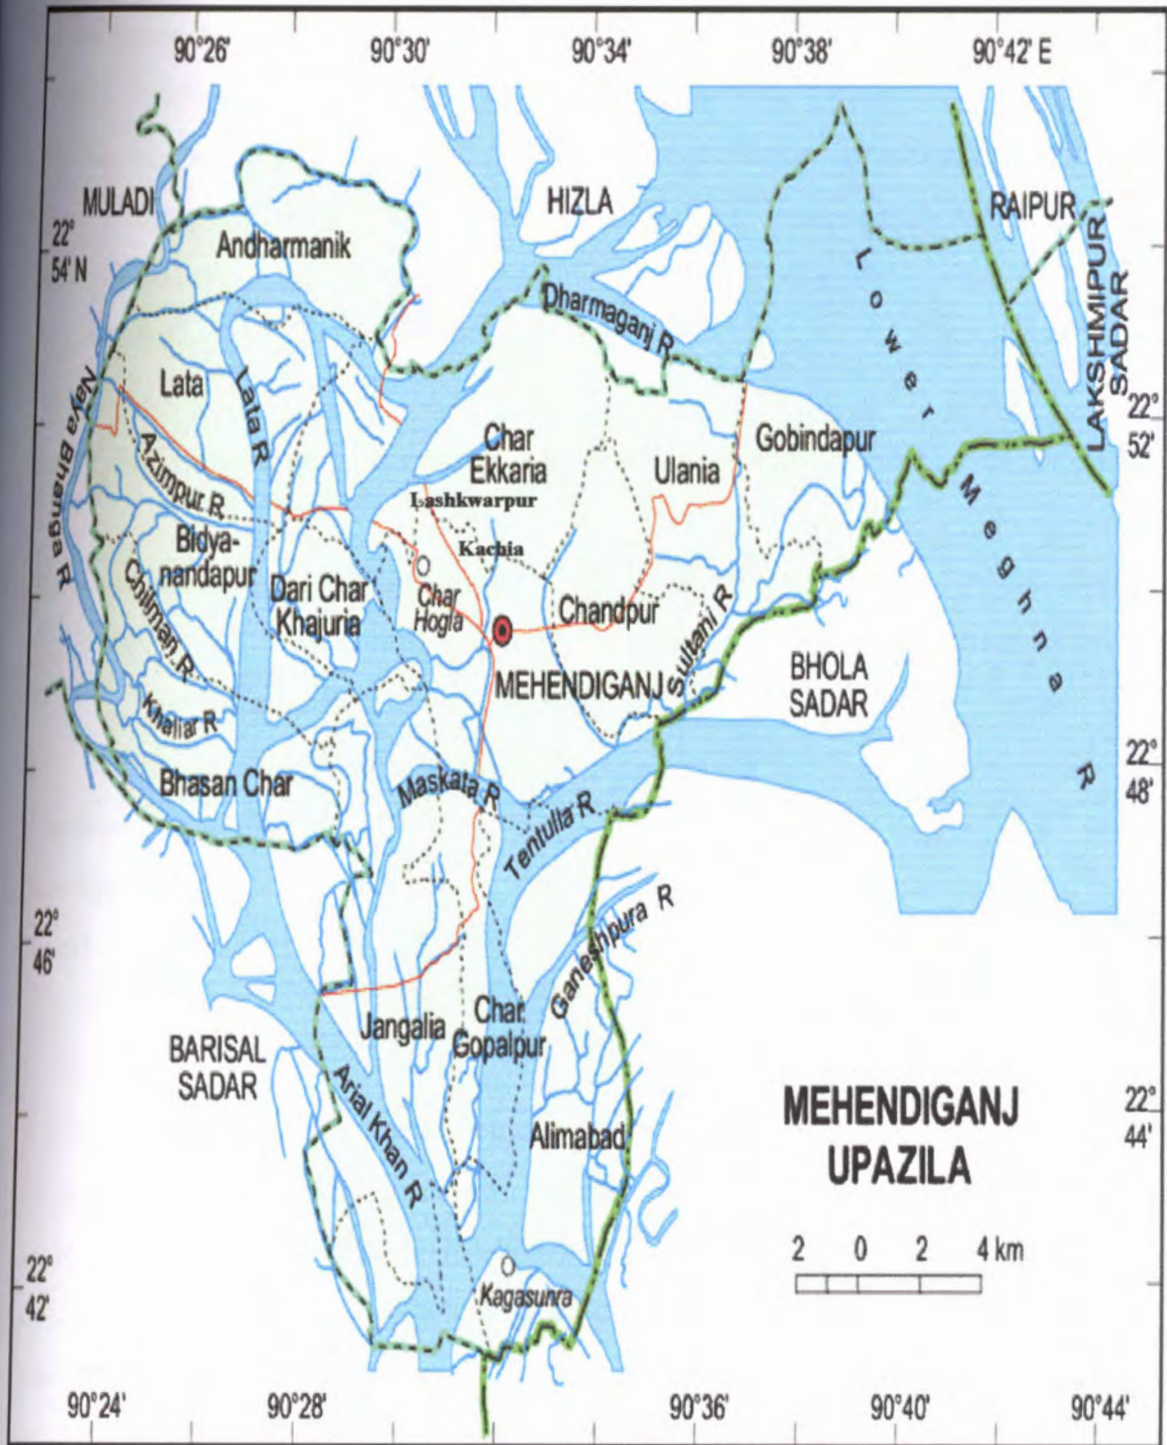 90°26'
90°30'
90°34'
90°38'
90°42' E
MULADI
HIZLA
RAIPUR
22°
54' N
Andharmanik
LAKSHMIPUR
SADAR
Dharmaganj R
Lower
Meghna
R
Naya Bhanga R
Lata
Lata R
Char
Ekkaria
Ulania
Gobindapur
22°
52'
Azimpur R
Lashkwarpur
Kachia
Bidya-
nandapur
Dari Char
Khajuria
Char
Hogla
Chandpur
Chilman R
Sultani R
MEHENDIGANJ
BHOLA
SADAR
Khaliar R
Bhasan Char
Maskata R
Tentulla R
22°
48'
22°
46'
Ganeshpura R
Jangalia
Char
Gopalpur
BARISAL
SADAR
Arial Khan R
Alimabad
MEHENDIGANJ
UPAZILA
22°
44'
2 0 2 4 km
22°
42'
Kagasunra
90°24'
90°28'
90°36'
90°40'
90°44'